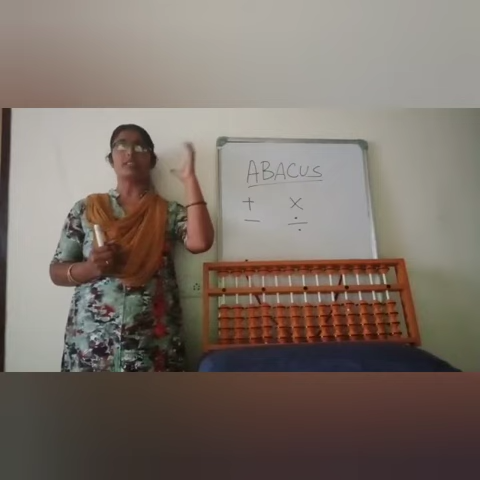 ABACUS
+ ×
- ÷